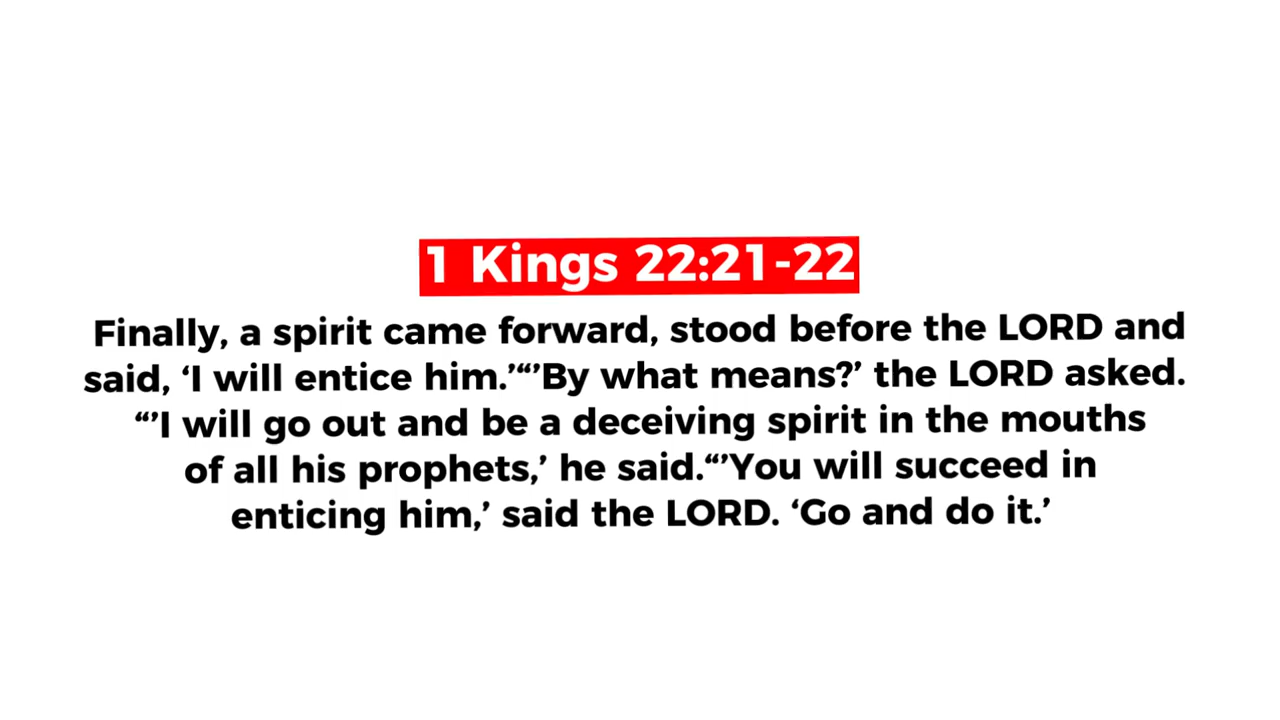 1 Kings 22:21-22
Finally, a spirit came forward, stood before the LORD and
said, ‘I will entice him.’“‘’By what means?’ the LORD asked.
“’I will go out and be a deceiving spirit in the mouths
of all his prophets,’ he said.“’You will succeed in
enticing him,’ said the LORD. ‘Go and do it.’